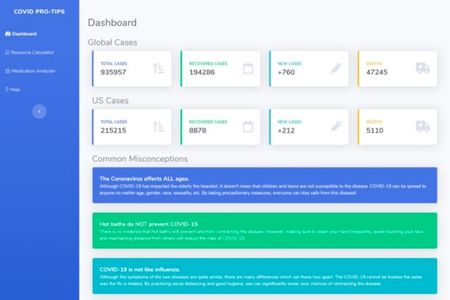 COVID PRO-TIPS
Dashboard
Resource Calculator
Medication Analyzer
Map
Dashboard
Global Cases
TOTAL CASES
935957
RECOVERED CASES
194286
NEW CASES
+760
DEATHS
47245
US Cases
TOTAL CASES
215215
RECOVERED CASES
8878
NEW CASES
+212
DEATHS
5110
Common Misconceptions
The Coronavirus affects ALL ages.
Although COVID-19 has impacted the elderly the heaviest, it doesn't mean that children and teens are not susceptible to the disease. COVID-19 can be spread to
anyone no matter age, gender, race, sexuality, etc. By taking precautionary measures, everyone can stay safe from this disease!
Hot baths do NOT prevent COVID-19.
There is no evidence that hot baths will prevent one from contracting the disease. However, making sure to wash your hand frequently, avoid touching your face,
and maintaining distance from others will reduce the risks of COVID-19.
COVID-19 is not like influenza.
Although the symptoms of the two diseases are quite similar, there are many differences which set these two apart. The COVID-19 cannot be treated the same
was the flu is treated. By practicing social distancing and good hygiene, you can significantly lower your chances of contracting the disease.